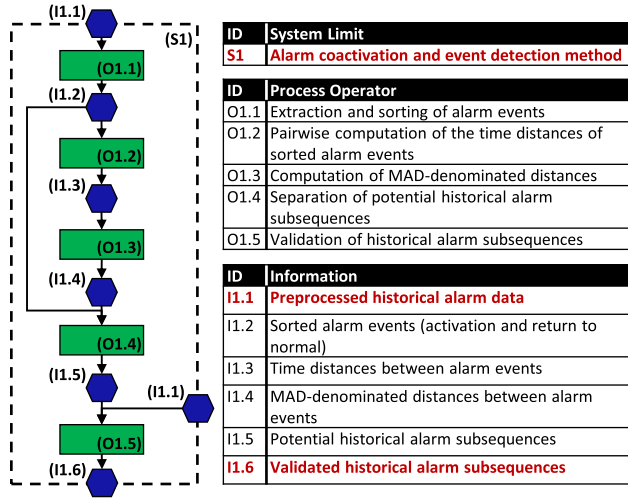 (I1.1)
(S1)
(O1.1)
(I1.2)
(O1.2)
(I1.3)
(O1.3)
(I1.4)
(O1.4)
(I1.5)
(I1.1)
(O1.5)
(I1.6)
ID System Limit
S1 Alarm coactivation and event detection method
ID Process Operator
O1.1 Extraction and sorting of alarm events
O1.2 Pairwise computation of the time distances of
sorted alarm events
O1.3 Computation of MAD-denominated distances
O1.4 Separation of potential historical alarm
subsequences
O1.5 Validation of historical alarm subsequences
ID Information
I1.1 Preprocessed historical alarm data
I1.2 Sorted alarm events (activation and return to
normal)
I1.3 Time distances between alarm events
I1.4 MAD-denominated distances between alarm
events
I1.5 Potential historical alarm subsequences
I1.6 Validated historical alarm subsequences